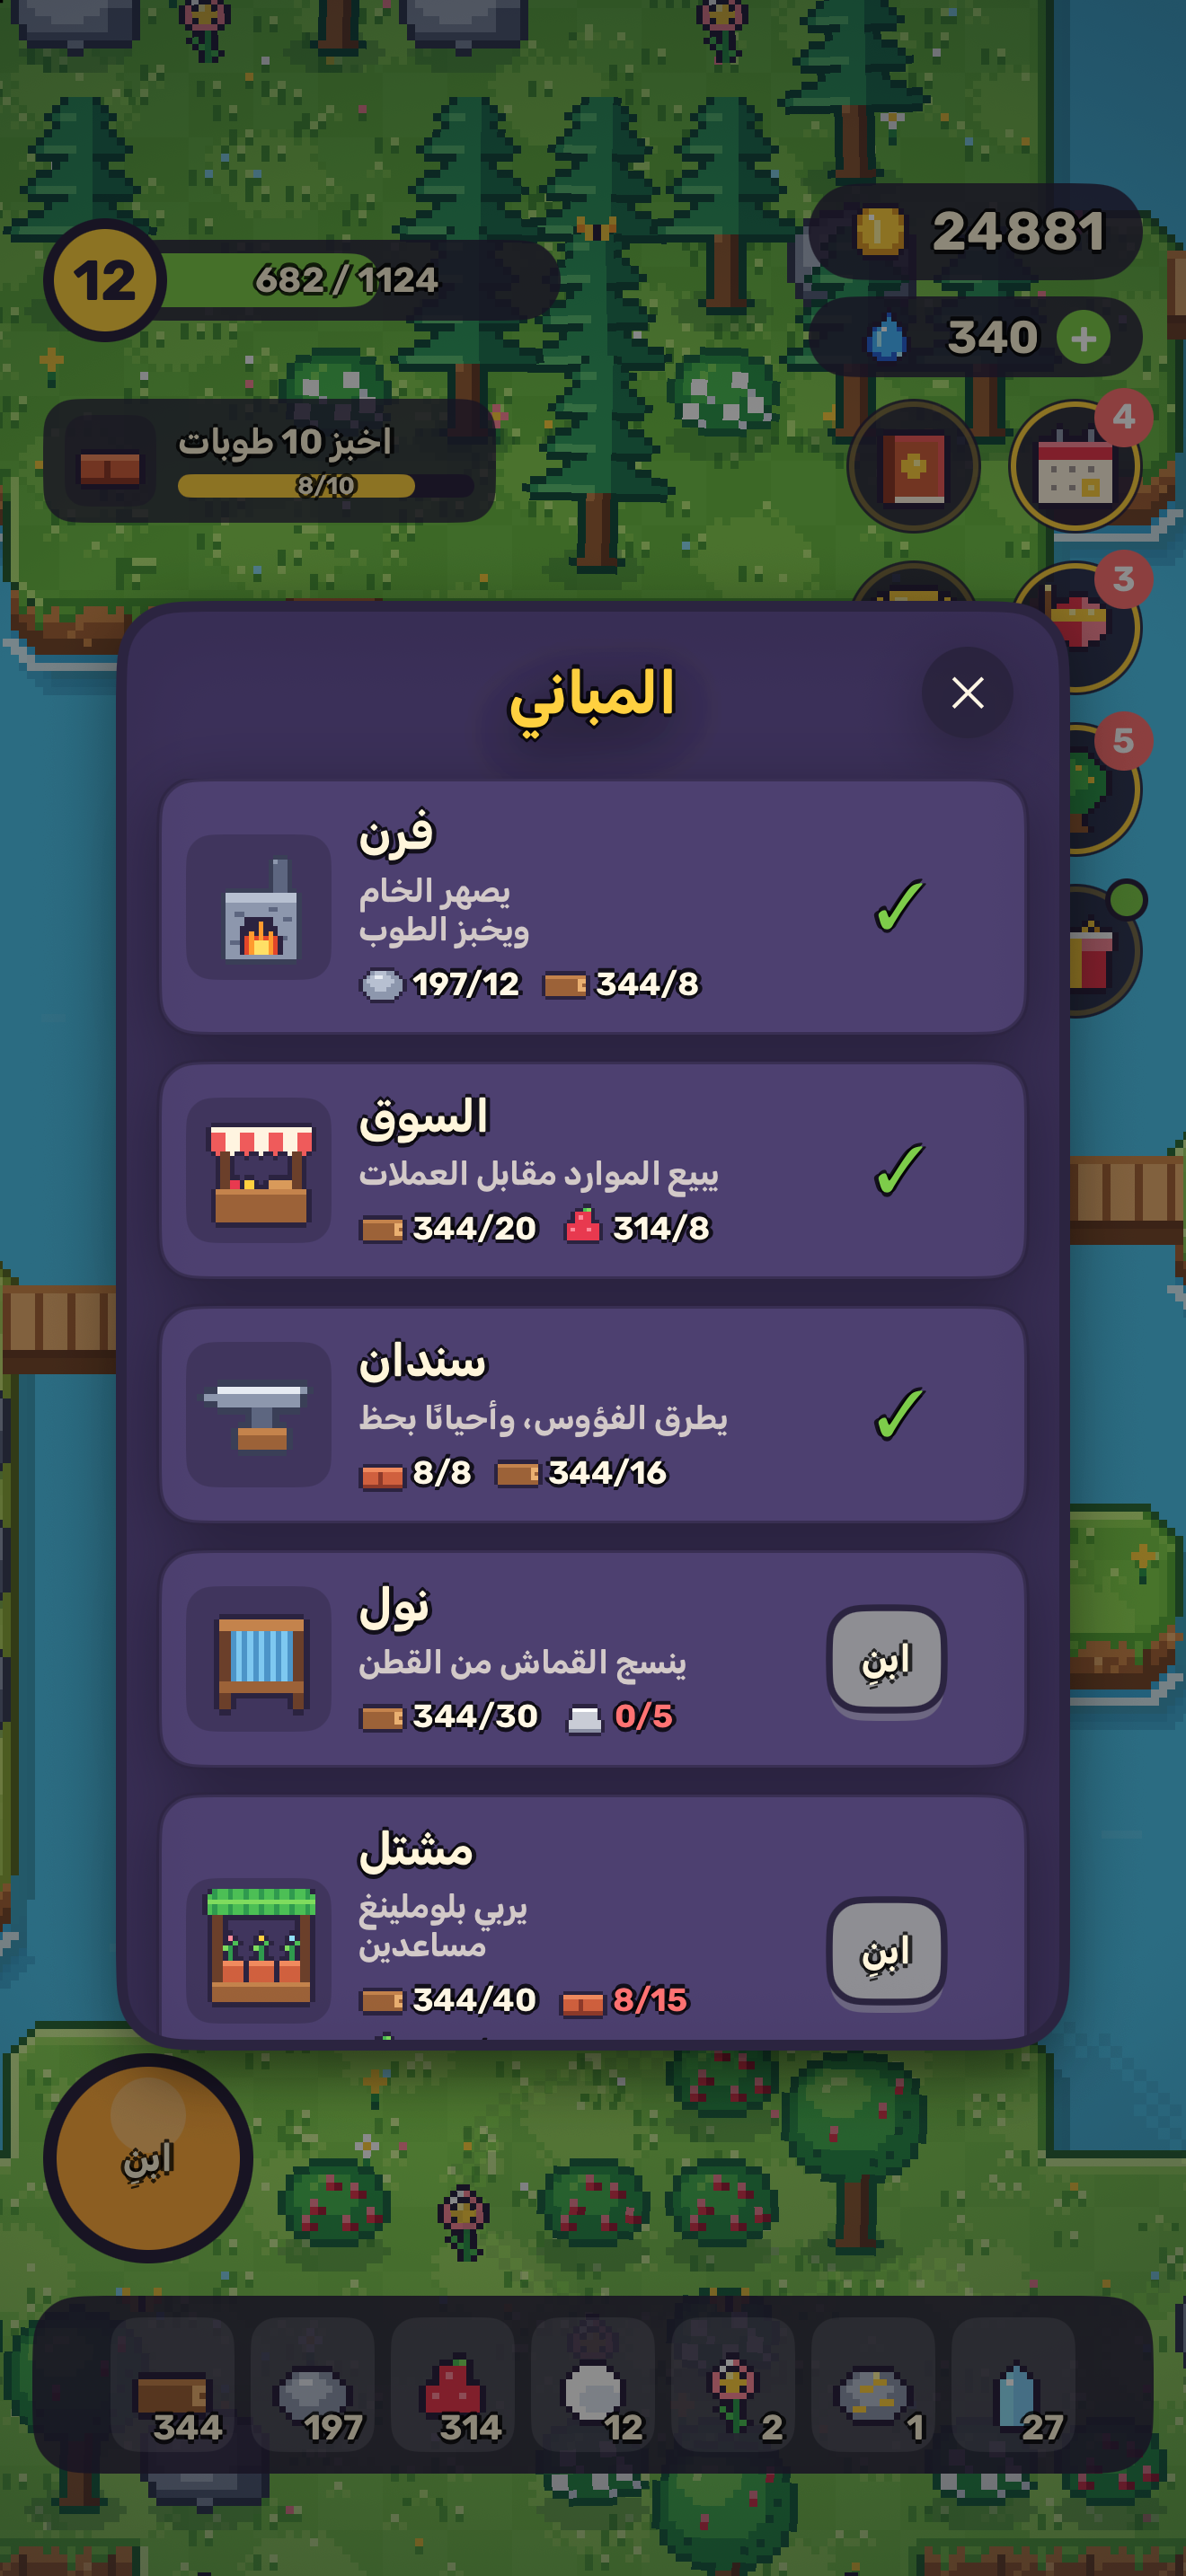 24881
12
682 / 1124
340
+
اخبز 10 طوبات
8/10
4
3
5
المباني
فرن
يصهر الخام
ويخبز الطوب
197/12 344/8
السوق
يبيع الموارد مقابل العملات
344/20 314/8
سندان
يطرق الفؤوس، وأحيانًا بحظ
8/8 344/16
نول
ينسج القماش من القطن
344/30 0/5
ابنِ
مشتل
يربي بلوملينغ
مساعدين
344/40 8/15
ابنِ
ابنِ
344 197 314 12 2 1 27